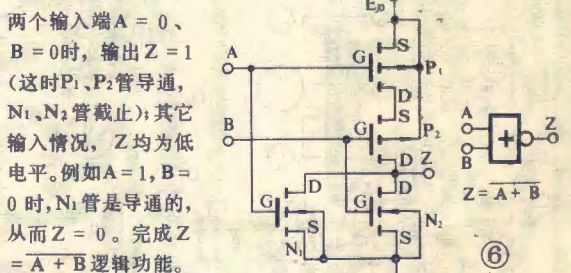 两个输入端A = 0、
B = 0时, 输出Z = 1
(这时P₁、P₂管导通,
N₁、N₂管截止);其它
输入情况, Z均为低
电平。例如A = 1, B =
0 时, N₁管是导通的,
从而Z = 0。完成Z
= \overline{A + B} 逻辑功能。
E_D
A
S
G
P₁
D
S
B
G
P₂
D
Z
D
D
G
S
N₁
G
N₂
S
A
B
+
Z
Z = \overline{A + B}
⑥